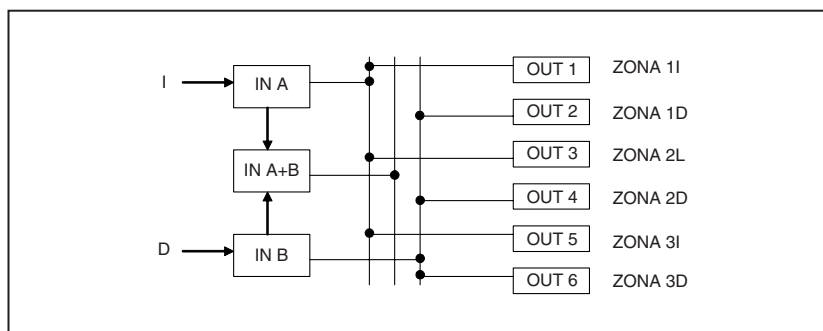 I
IN A
OUT 1
ZONA 1I
OUT 2
ZONA 1D
IN A+B
OUT 3
ZONA 2L
OUT 4
ZONA 2D
D
IN B
OUT 5
ZONA 3I
OUT 6
ZONA 3D